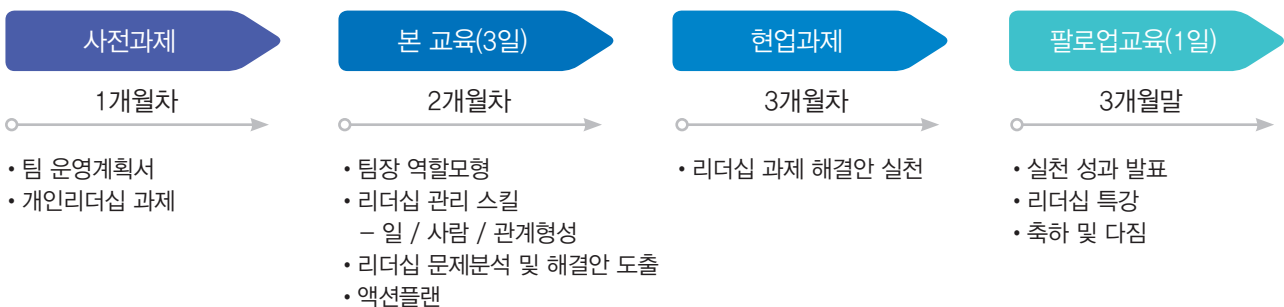 사전과제
1개월차
• 팀 운영계획서
• 개인리더십 과제
본 교육(3일)
2개월차
• 팀장 역할모형
• 리더십 관리 스킬
– 일 / 사람 / 관계형성
• 리더십 문제분석 및 해결안 도출
• 액션플랜
현업과제
3개월차
• 리더십 과제 해결안 실천
팔로업교육(1일)
3개월말
• 실천 성과 발표
• 리더십 특강
• 축하 및 다짐